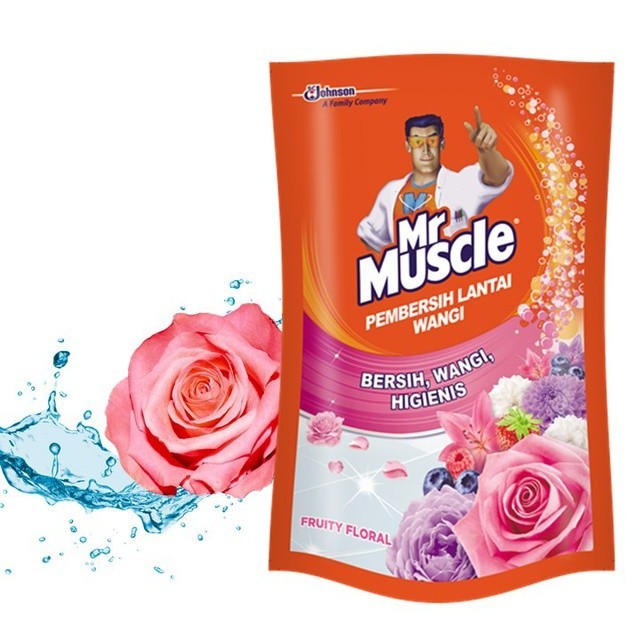 SC Johnson
A Family Company
Mr
Muscle®
PEMBERSIH LANTAI
WANGI
BERSIH, WANGI,
HIGIENIS
FRUITY FLORAL